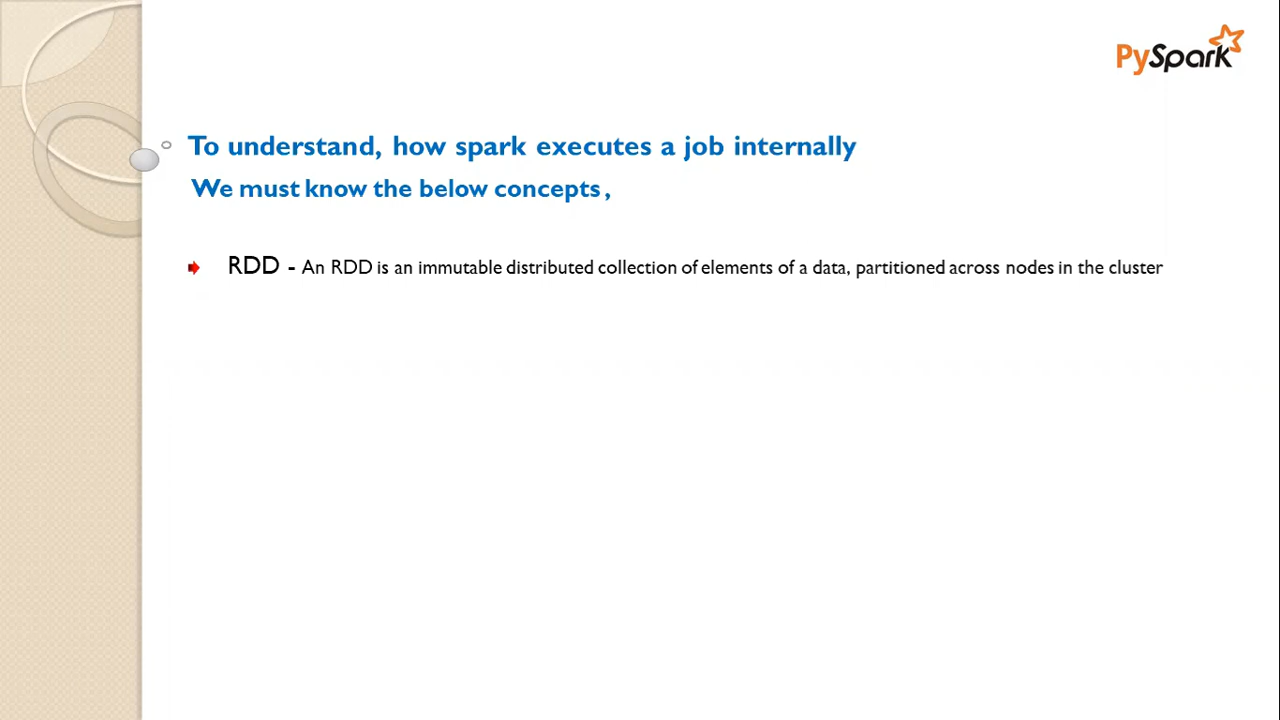 PySpark
To understand, how spark executes a job internally
We must know the below concepts ,
RDD - An RDD is an immutable distributed collection of elements of a data, partitioned across nodes in the cluster